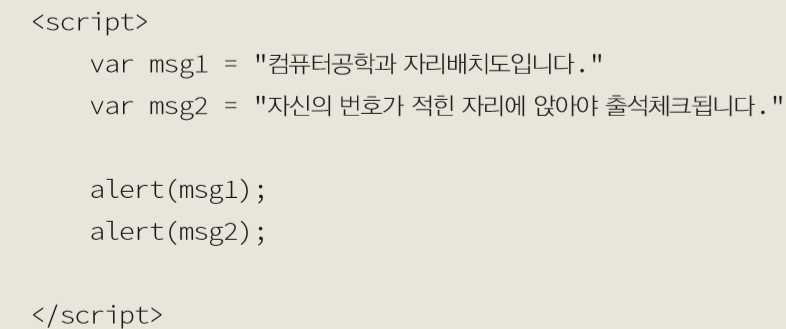 <script>
var msg1 = "컴퓨터공학과 자리배치도입니다."
var msg2 = "자신의 번호가 적힌 자리에 앉아야 출석체크됩니다."
alert(msg1);
alert(msg2);
</script>